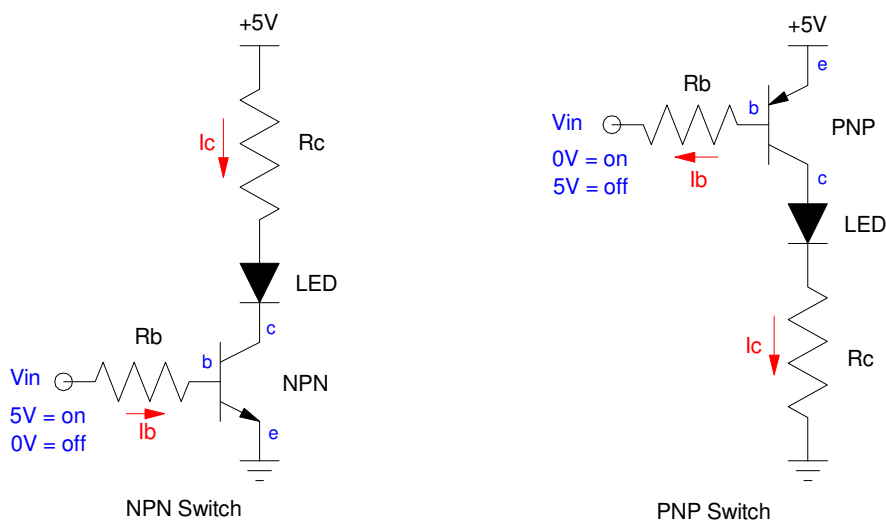 +5V
Ic
Rc
LED
c
Rb
b
Vin
NPN
5V = on
Ib
e
0V = off
NPN Switch
+5V
e
Rb
b
Vin
PNP
0V = on
Ib
5V = off
c
LED
Ic
Rc
PNP Switch